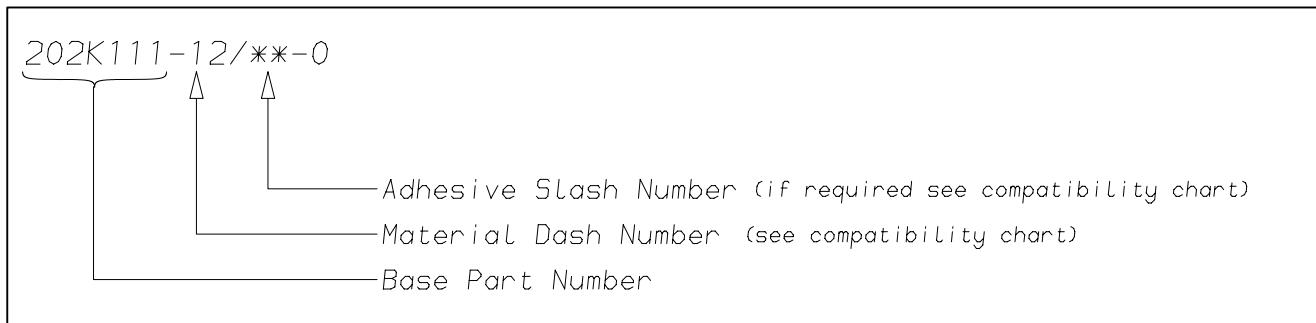 202K111-12/**-0
Adhesive Slash Number (if required see compatibility chart)
Material Dash Number (see compatibility chart)
Base Part Number